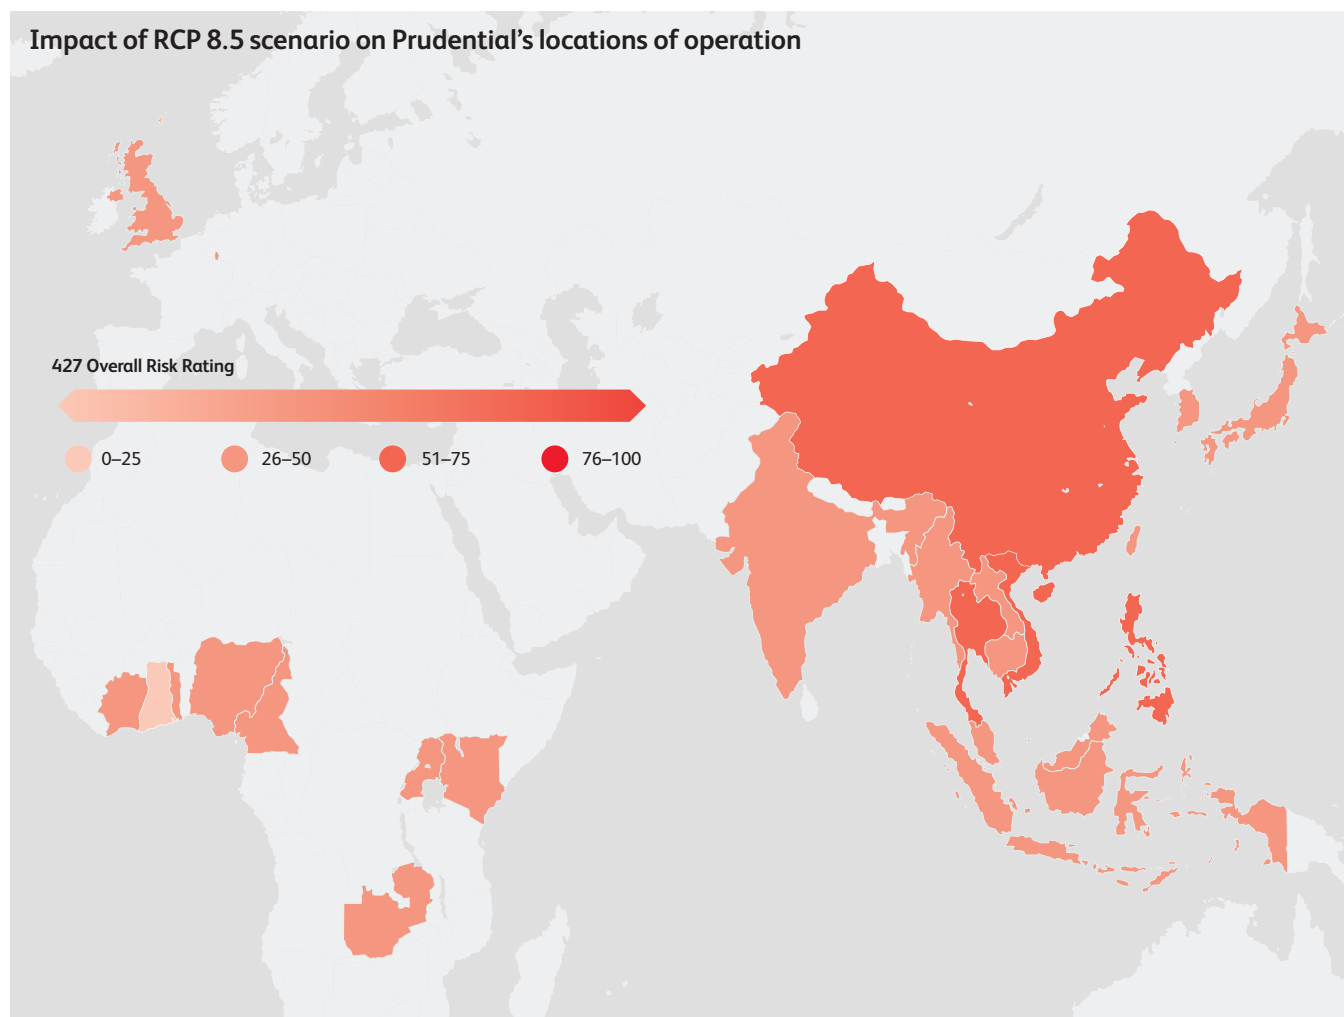 Impact of RCP 8.5 scenario on Prudential's locations of operation
427 Overall Risk Rating
0–25 26–50 51–75 76–100